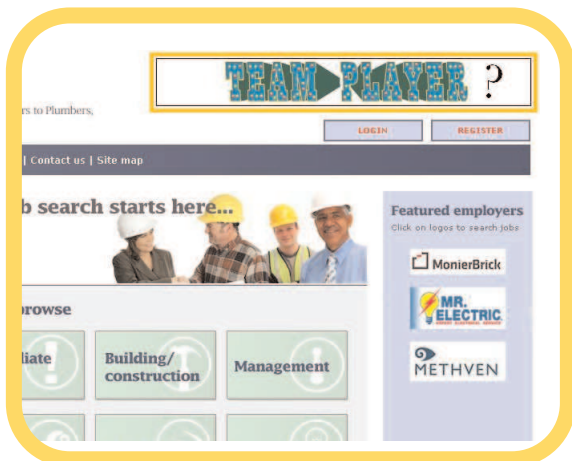 TEAM PLAYER ?
rs to Plumbers,
LOGIN
REGISTER
| Contact us | Site map
b search starts here...
Featured employers
Click on logos to search jobs
MonierBrick
MR.
ELECTRIC
METHVEN
browse
liate
Building/
construction
Management